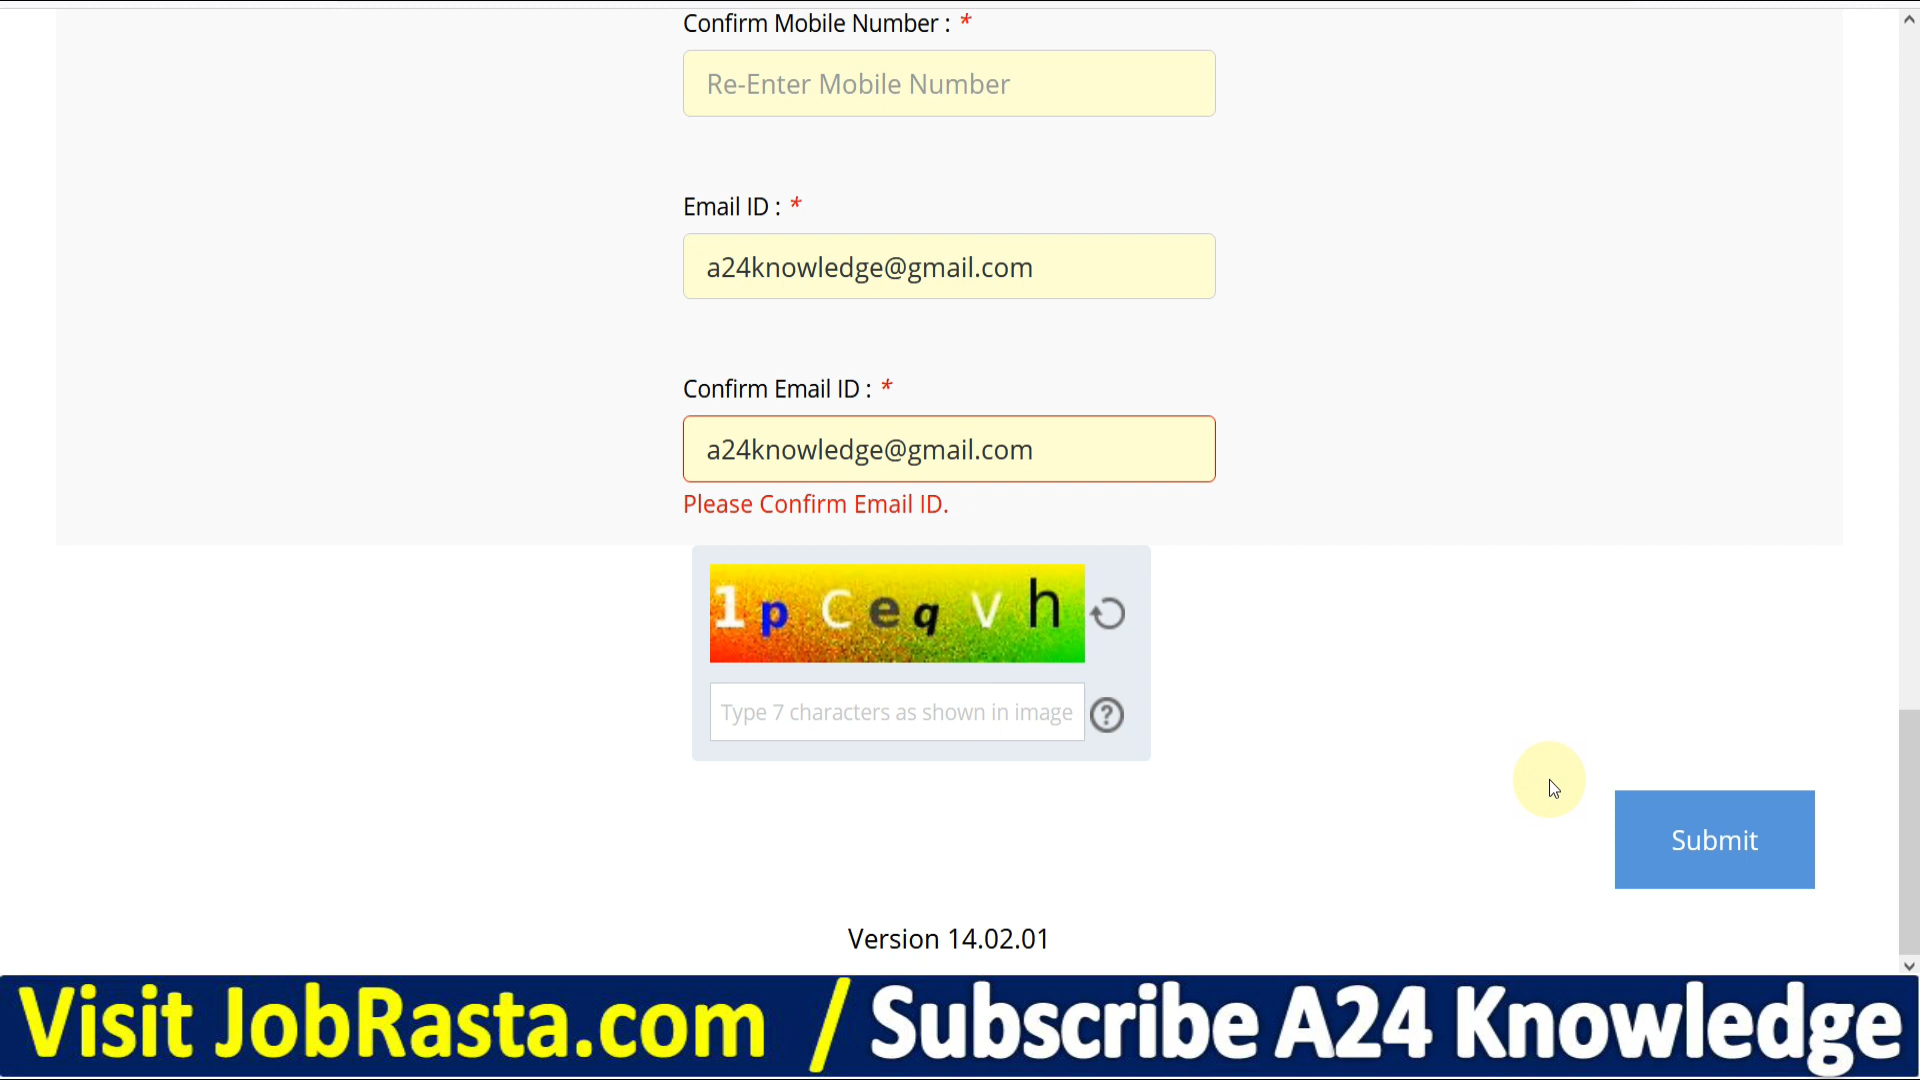 Confirm Mobile Number : *
Re-Enter Mobile Number
Email ID : *
a24knowledge@gmail.com
Confirm Email ID : *
a24knowledge@gmail.com
Please Confirm Email ID.
1 p C e q v h
Type 7 characters as shown in image
?
Submit
Version 14.02.01
Visit JobRasta.com / Subscribe A24 Knowledge